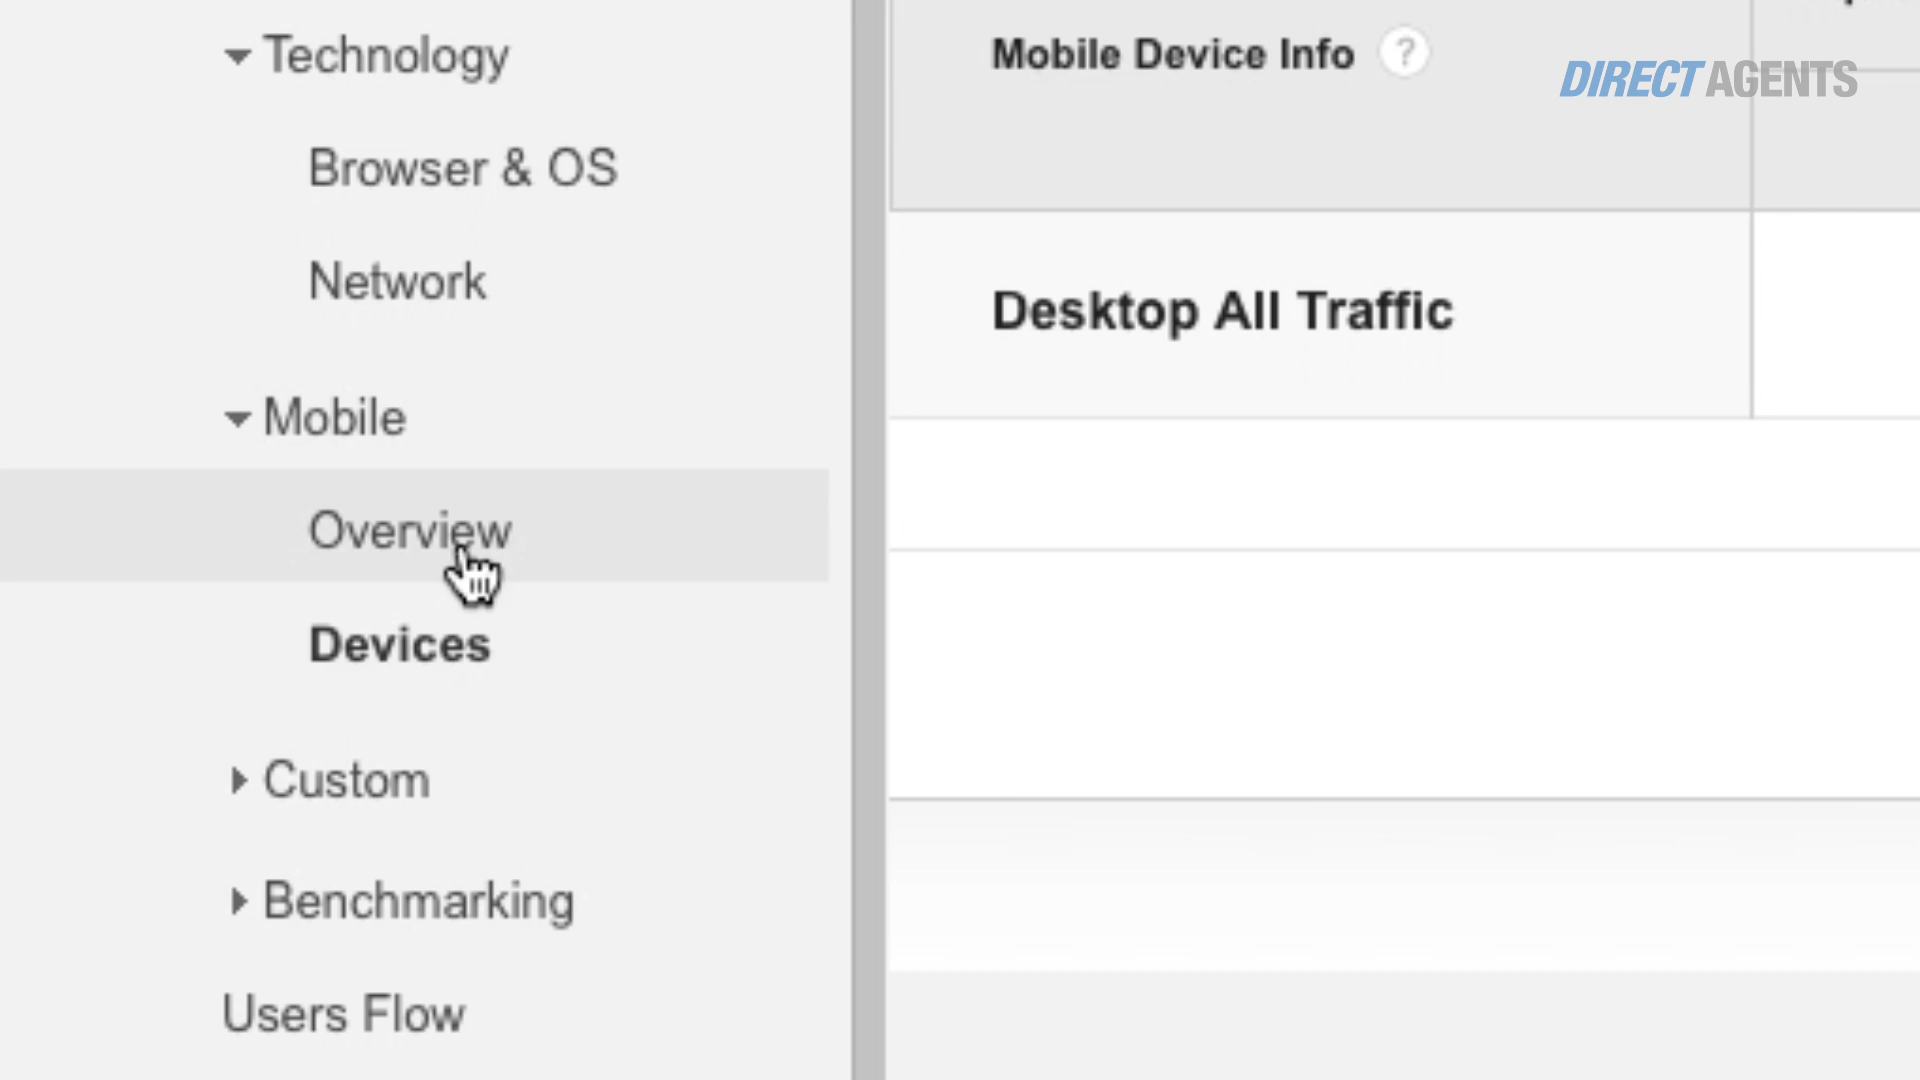 Technology
Browser & OS
Network
Mobile
Overview
Devices
Custom
Benchmarking
Users Flow
Mobile Device Info ?
Desktop All Traffic
DIRECT AGENTS